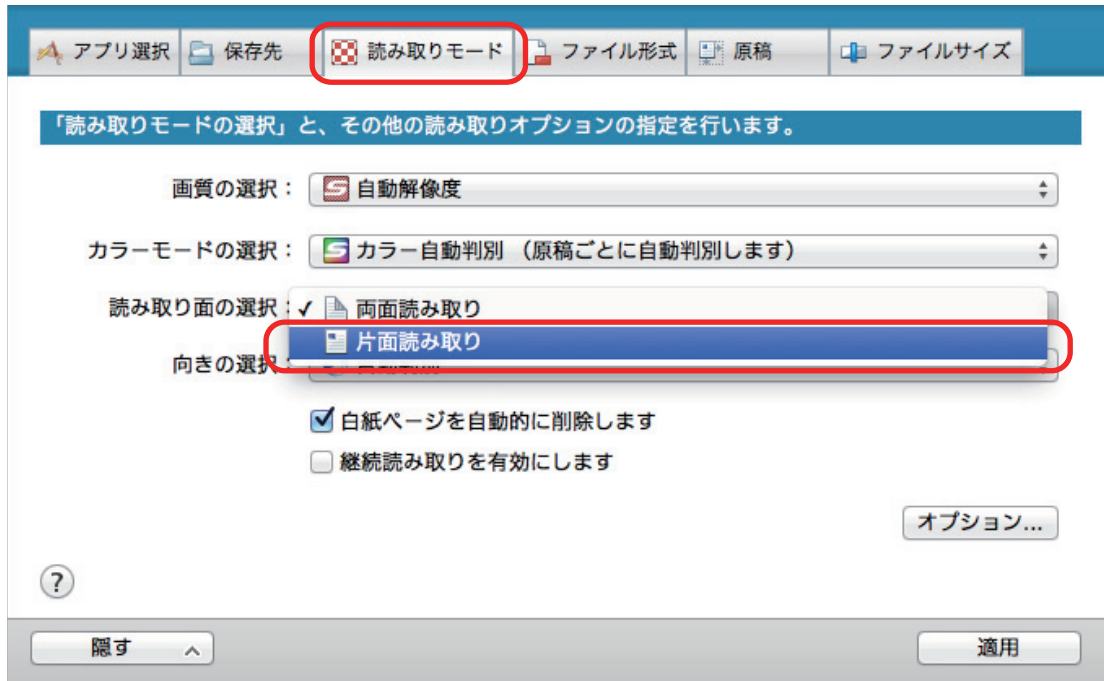 アプリ選択 保存先 読み取りモード ファイル形式 原稿 ファイルサイズ
「読み取りモードの選択」と、その他の読み取りオプションの指定を行います。
画質の選択： 自動解像度
カラーモードの選択： カラー自動判別 （原稿ごとに自動判別します）
読み取り面の選択： ✓ 両面読み取り
片面読み取り
向きの選択：
白紙ページを自動的に削除します
継続読み取りを有効にします
オプション...
?
隠す 適用